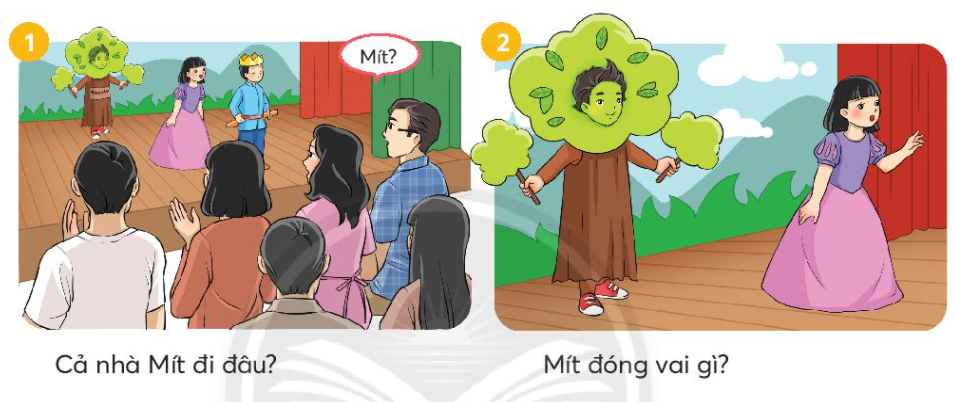 1
Mít?
2
Cả nhà Mít đi đâu?
Mít đóng vai gì?